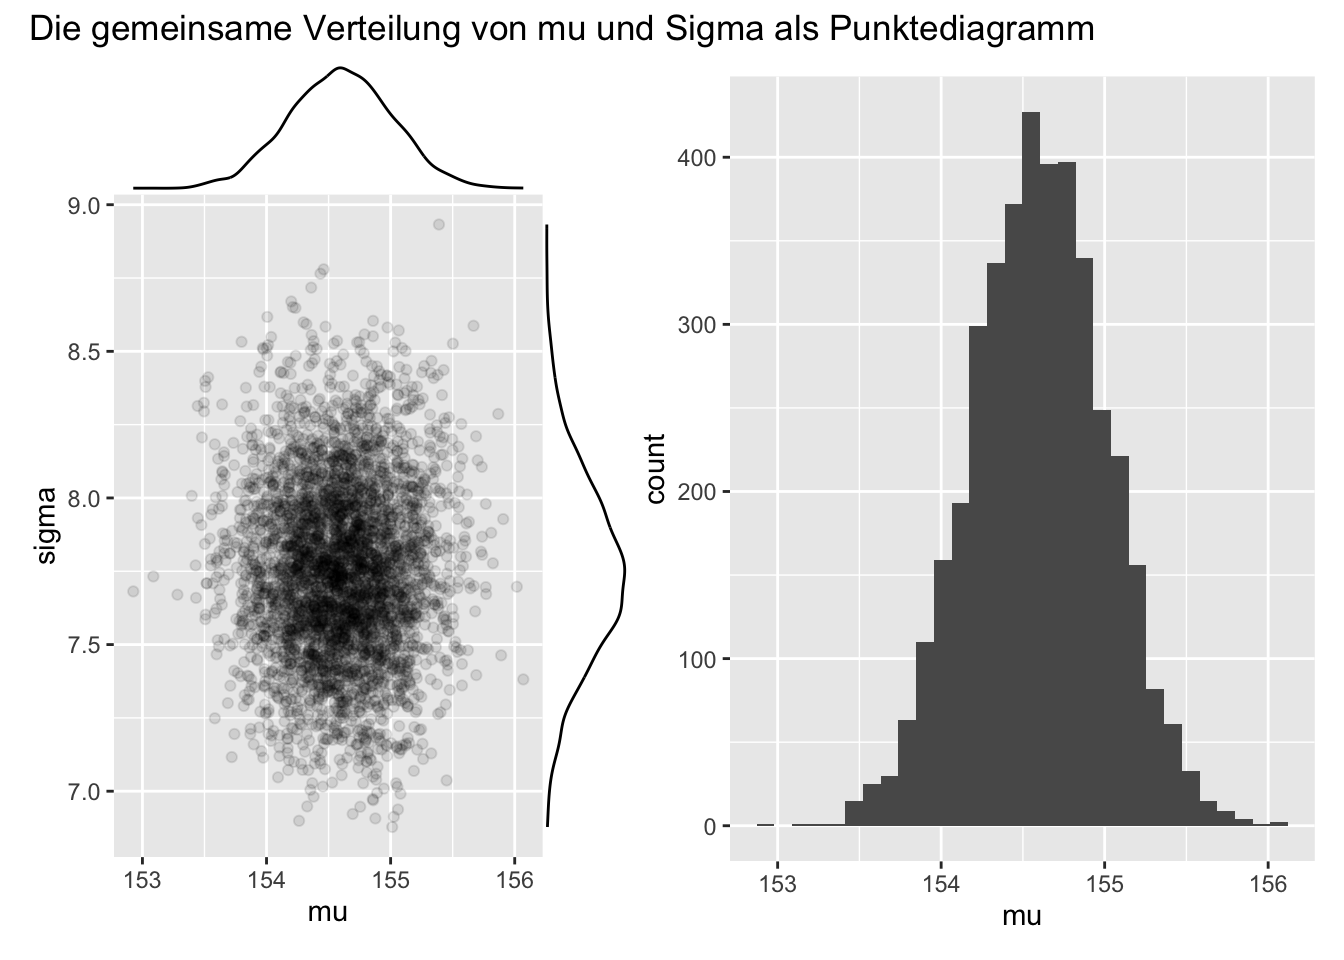 Die gemeinsame Verteilung von mu und Sigma als Punktediagramm
9.0
8.5
8.0
7.5
7.0
sigma
153 154 155 156
mu
400
300
200
100
0
count
153 154 155 156
mu